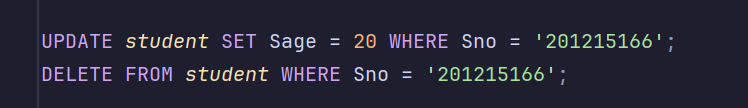 UPDATE student SET Sage = 20 WHERE Sno = '201215166';
DELETE FROM student WHERE Sno = '201215166';